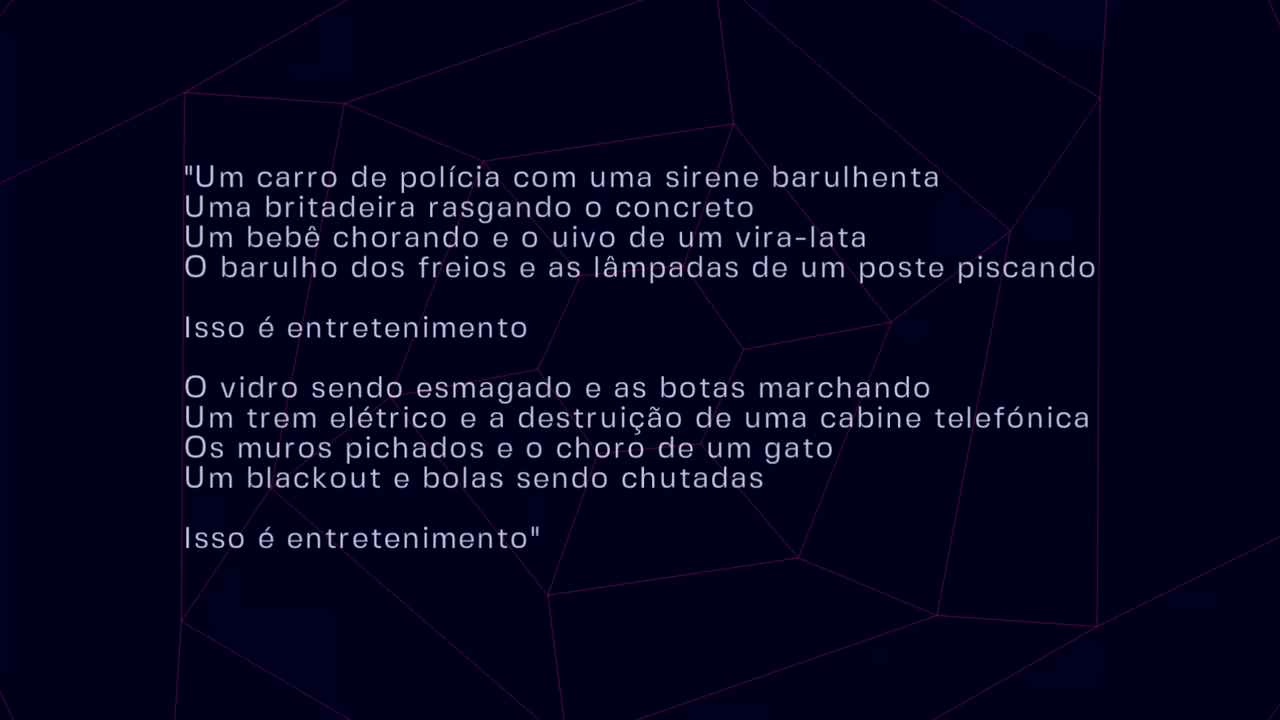 "Um carro de polícia com uma sirene barulhenta
Uma britadeira rasgando o concreto
Um bebê chorando e o uivo de um vira-lata
O barulho dos freios e as lâmpadas de um poste piscando
Isso é entretenimento
O vidro sendo esmagado e as botas marchando
Um trem elétrico e a destruição de uma cabine telefónica
Os muros pichados e o choro de um gato
Um blackout e bolas sendo chutadas
Isso é entretenimento"